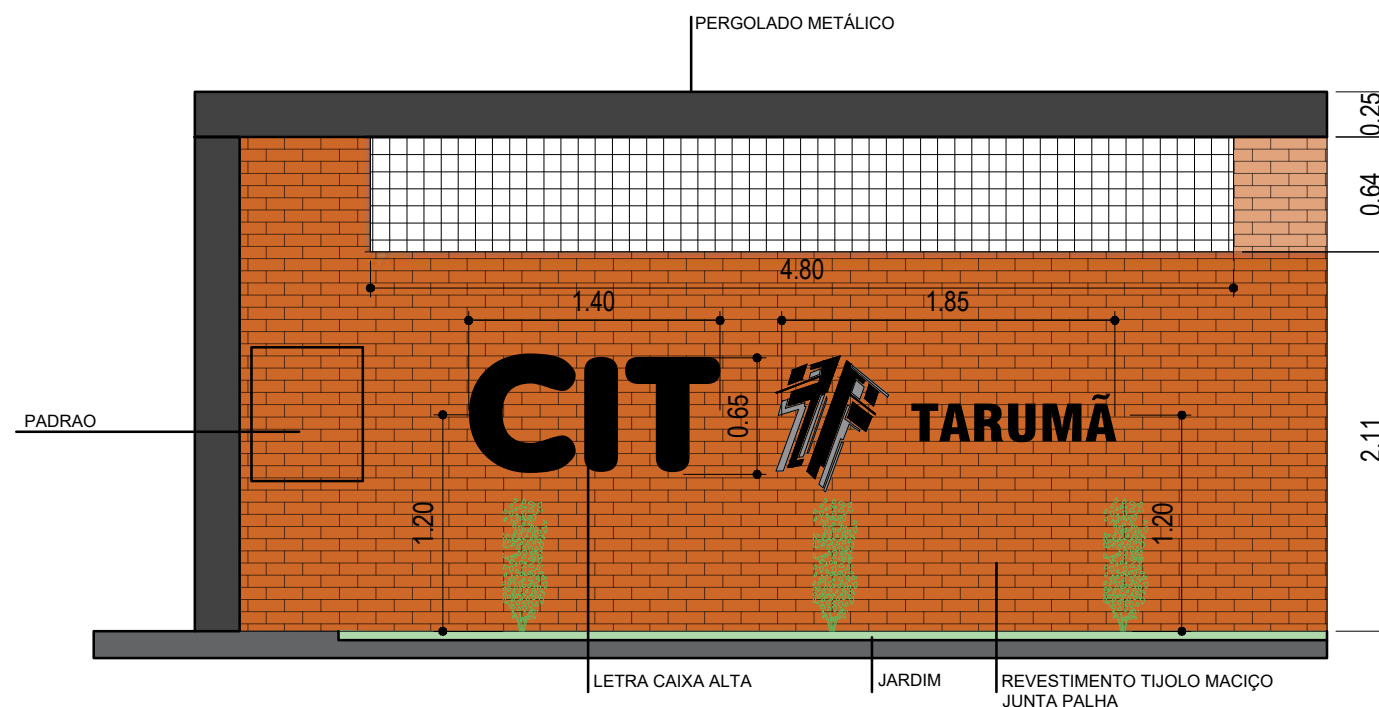 PERGOLADO METÁLICO
0.25
0.64
4.80
1.40
1.85
CIT
0.65
TARUMÃ
PADRAO
2.11
1.20
1.20
LETRA CAIXA ALTA
JARDIM
REVESTIMENTO TIJOLO MACIÇO
JUNTA PALHA